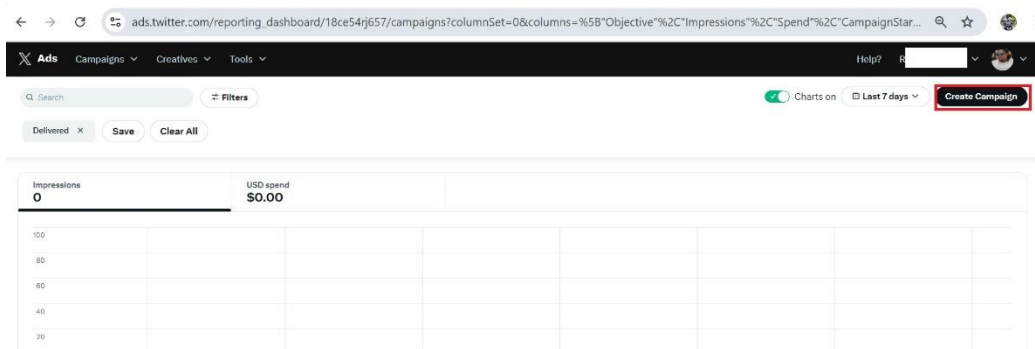 ads.twitter.com/reporting_dashboard/18ce54rj657/campaigns?columnSet=0&columns=%5B"Objective"%2C"Impressions"%2C"Spend"%2C"CampaignStar...
X Ads Campaigns Creatives Tools Help? R
Search Filters Charts on Last 7 days Create Campaign
Delivered × Save Clear All
Impressions USD spend
0 $0.00
100
80
60
40
20